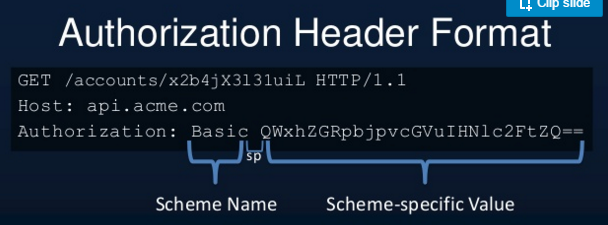 Clip slide
Authorization Header Format
GET /accounts/x2b4jX3l31uiL HTTP/1.1
Host: api.acme.com
Authorization: Basic QWxhZGRpbjpvcGVuIHNlc2FtZQ==
sp
Scheme Name Scheme-specific Value